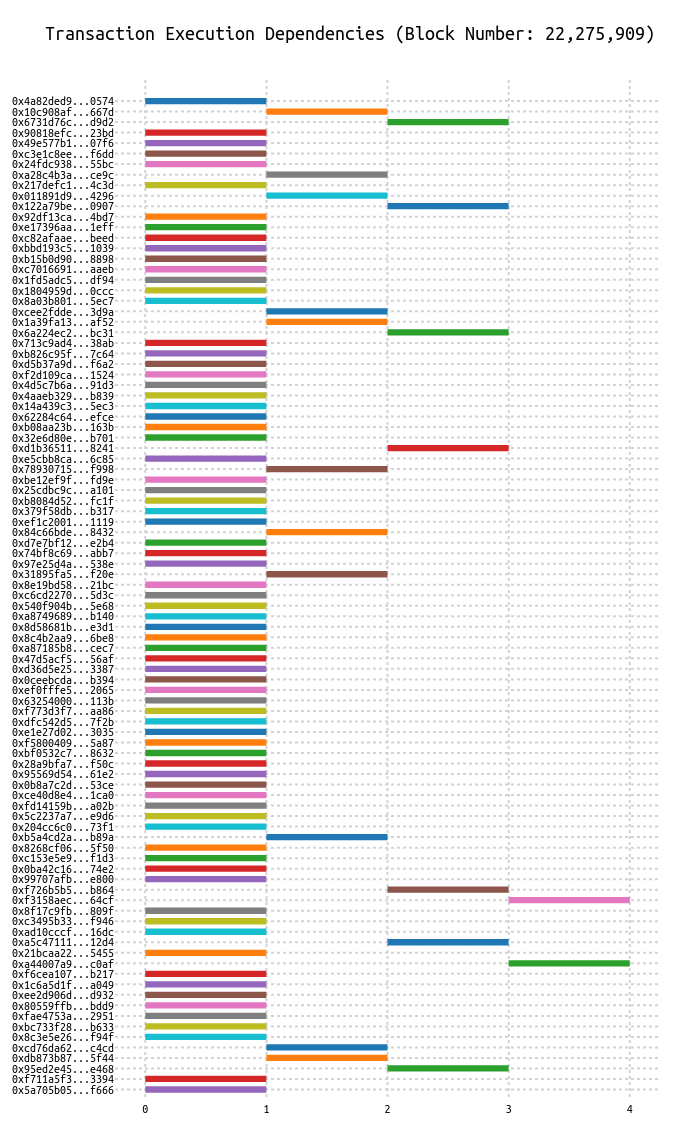 Transaction Execution Dependencies (Block Number: 22,275,909)
0x4a82ded9...0574
0x10c908af...667d
0x6731d76c...d9d2
0x90818efc...23bd
0x49e577b1...07f6
0xc3e1c8ee...f6dd
0x24fdc938...55bc
0xa28c4b3a...ce9c
0x217defc1...4c3d
0x011891d9...4296
0x122a79be...0907
0x92df13ca...4bd7
0xe17396aa...1eff
0xc82afaae...beed
0xbbd193c5...1039
0xb15b0d90...8898
0xc7016691...aaeb
0x1fd5adc5...df94
0x1804959d...0ccc
0x8a03b801...5ec7
0xcee2fdde...3d9a
0x1a39fa13...af52
0x6a224ec2...bc31
0x713c9ad4...38ab
0xb826c95f...7c64
0xd5b37a9d...f6a2
0xf2d109ca...1524
0x4d5c7b6a...91d3
0x4aaeb329...b839
0x14a439c3...5ec3
0x62284c64...efce
0xb08aa23b...163b
0x32e6d80e...b701
0xd1b36511...8241
0xe5cbb8ca...6c85
0x78930715...f998
0xbe12ef9f...fd9e
0x25cdbc9c...a101
0xb8084d52...fc1f
0x379f58db...b317
0xef1c2001...1119
0x84c66bde...8432
0xd7e7bf12...e2b4
0x74bf8c69...abb7
0x97e25d4a...538e
0x31895fa5...f20e
0x8e19bd58...21bc
0xc6cd2270...5d3c
0x540f904b...5e68
0xa8749689...b140
0x8d58681b...e3d1
0x8c4b2aa9...6be8
0xa87185b8...cec7
0x47d5acf5...56af
0xd36d5e25...3387
0x0ceebcda...b394
0xef0fffe5...2065
0x63254000...113b
0xf773d3f7...aa86
0xdfc542d5...7f2b
0xe1e27d02...3035
0xf5800409...5a87
0xbf0532c7...8632
0x28a9bfa7...f50c
0x95569d54...61e2
0x0b8a7c2d...53ce
0xce40d8e4...1ca0
0xfd14159b...a02b
0x5c2237a7...e9d6
0x204cc6c0...73f1
0xb5a4cd2a...b89a
0x8268cf06...5f50
0xc153e5e9...f1d3
0x0ba42c16...74e2
0x99707afb...e800
0xf726b5b5...b864
0xf3158aec...64cf
0x8f17c9fb...809f
0xc3495b33...f946
0xad10cccf...16dc
0xa5c47111...12d4
0x21bcaa22...5455
0xa44007a9...c0af
0xf6cea107...b217
0x1c6a5d1f...a049
0xee2d906d...d932
0x80559ffb...bdd9
0xfae4753a...2951
0xbc733f28...b633
0x8c3e5e26...f94f
0xcd76da62...c4cd
0xdb873b87...5f44
0x95ed2e45...e468
0xf711a5f3...3394
0x5a705b05...f666
0 1 2 3 4